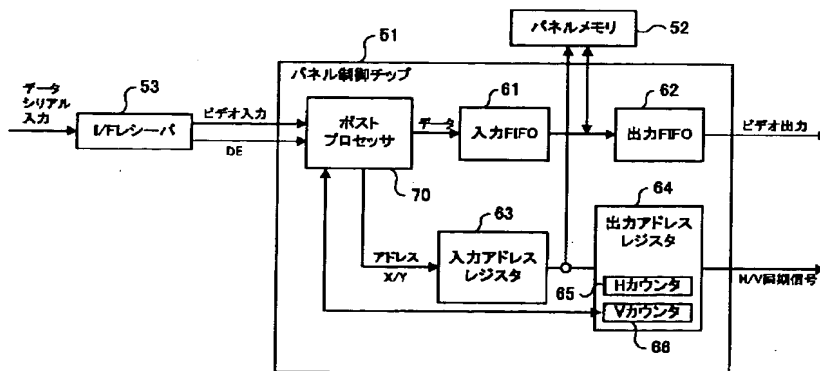 パネルメモリ
52
51
パネル制御チップ
データ
シリアル
入力
53
I/Fレシーバ
ビデオ入力
DE
ポスト
プロセッサ
70
データ
61
入力FIFO
62
出力FIFO
ビデオ出力
アドレス
X/Y
63
入力アドレス
レジスタ
64
出力アドレス
レジスタ
65
Hカウンタ
Vカウンタ
66
H/V同期信号